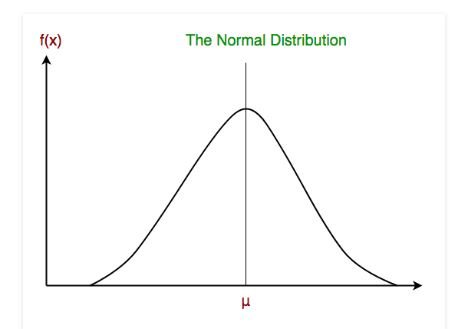 f(x)
The Normal Distribution
μ